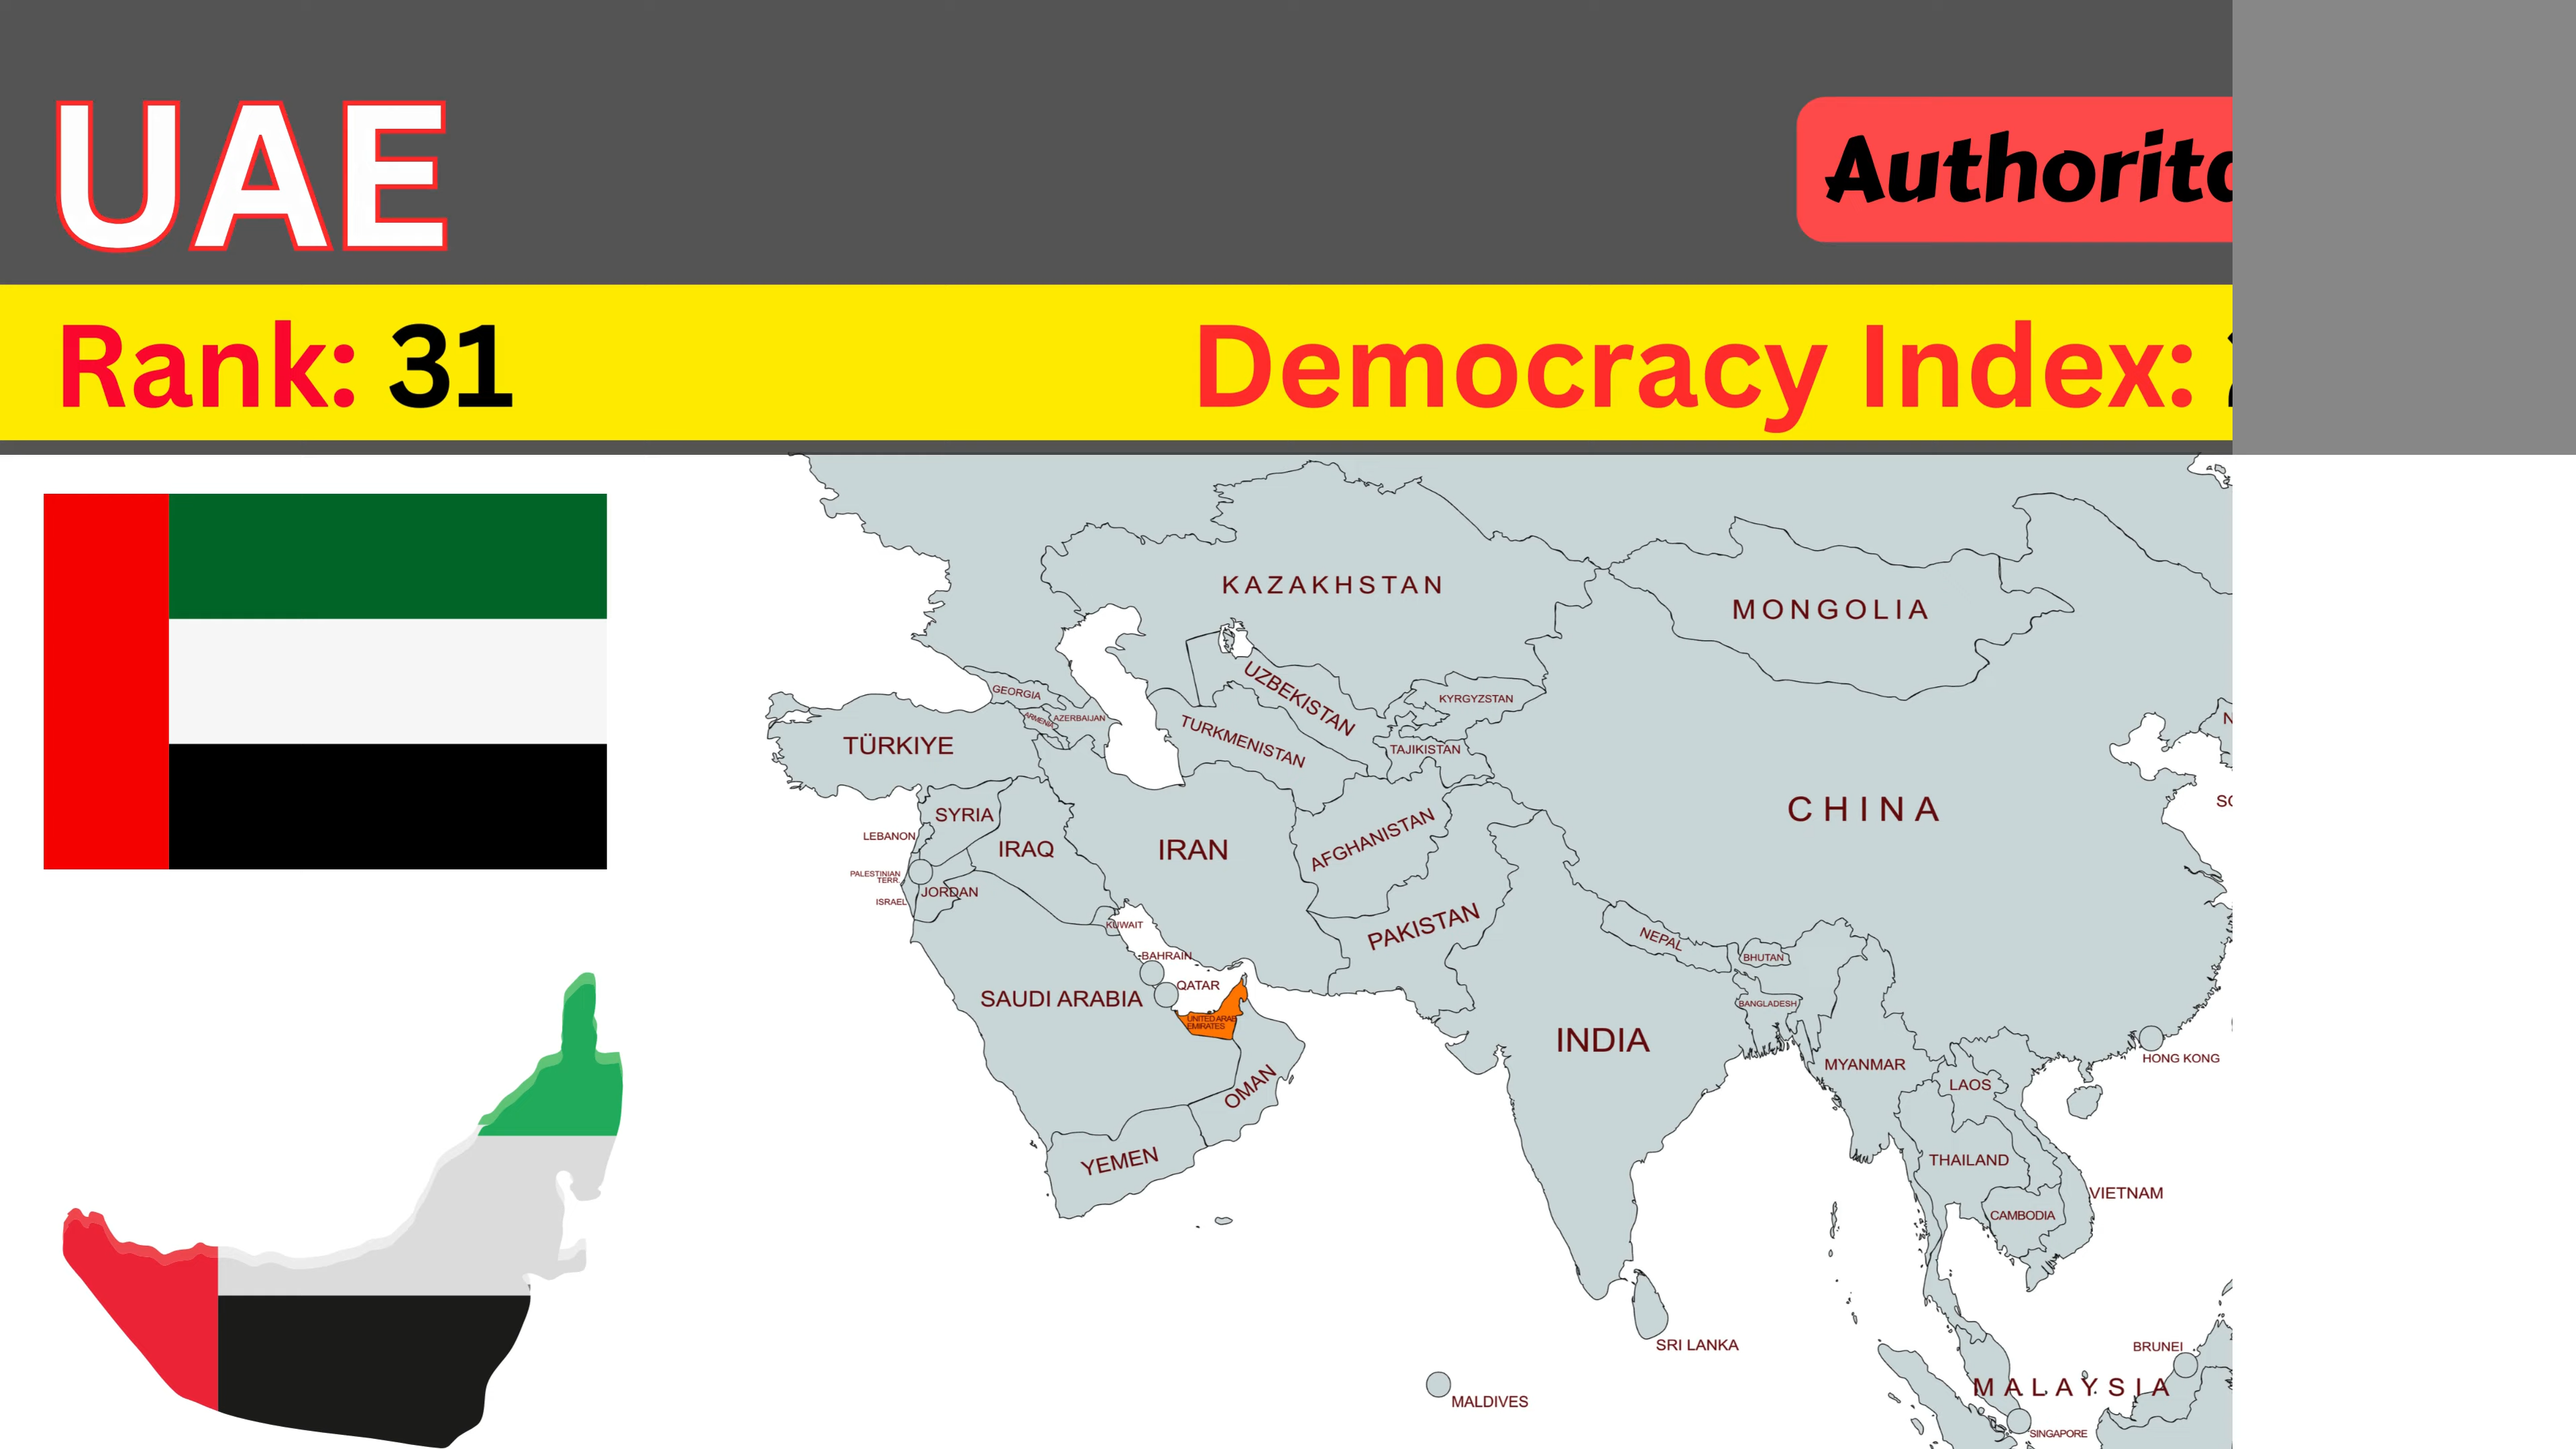 UAE
Rank: 31
Democracy Index:
KAZAKHSTAN
MONGOLIA
UZBEKISTAN
KYRGYZSTAN
GEORGIA
ARMENIA
AZERBAIJAN
TURKMENISTAN
TÜRKIYE
TAJIKISTAN
CHINA
SYRIA
LEBANON
IRAQ
IRAN
AFGHANISTAN
PALESTINIAN
TERR.
JORDAN
ISRAEL
KUWAIT
PAKISTAN
NEPAL
BHUTAN
BAHRAIN
QATAR
SAUDI ARABIA
UNITED ARAB
EMIRATES
BANGLADESH
INDIA
HONG KONG
MYANMAR
LAOS
OMAN
YEMEN
THAILAND
VIETNAM
CAMBODIA
SRI LANKA
BRUNEI
MALAYSIA
MALDIVES
SINGAPORE